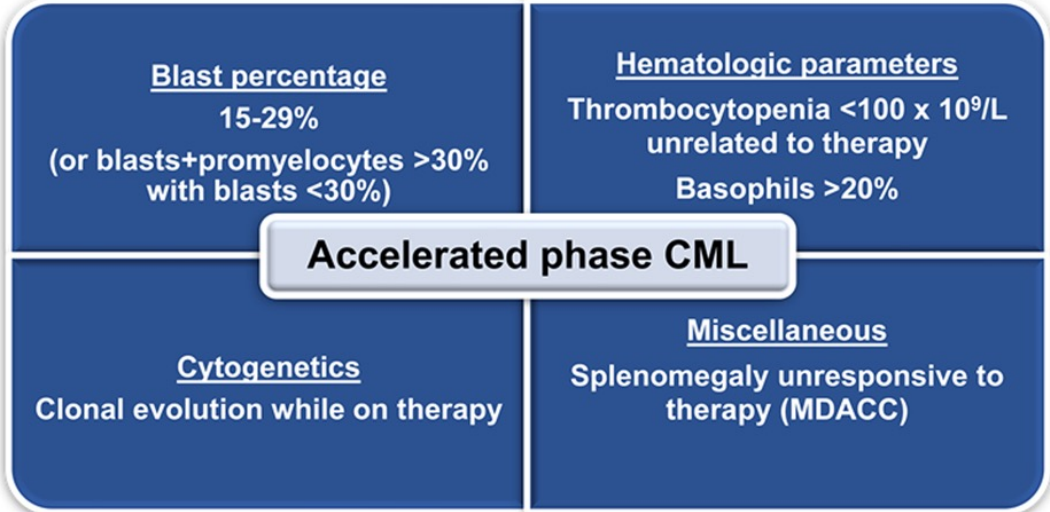 Blast percentage
15-29%
(or blasts+promyelocytes >30%
with blasts <30%)
Hematologic parameters
Thrombocytopenia <100 x 10⁹/L
unrelated to therapy
Basophils >20%
Accelerated phase CML
Cytogenetics
Clonal evolution while on therapy
Miscellaneous
Splenomegaly unresponsive to
therapy (MDACC)